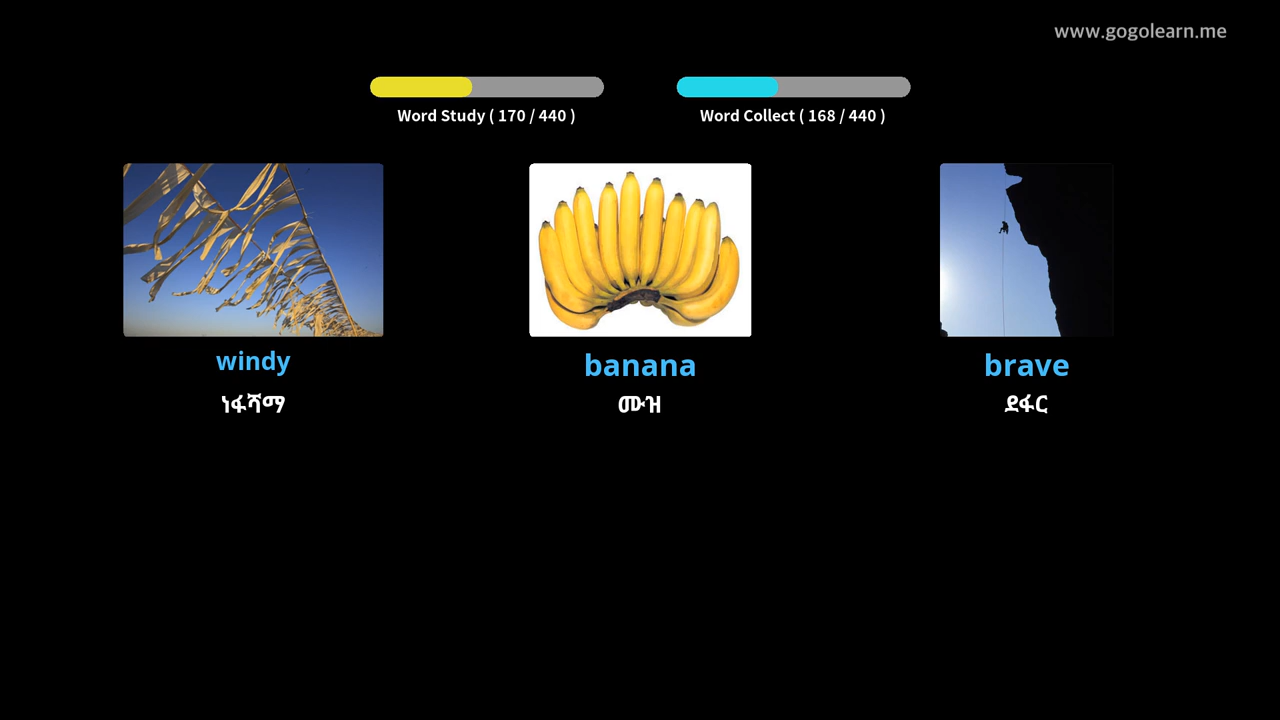 www.gogolearn.me
Word Study ( 170 / 440 )
Word Collect ( 168 / 440 )
windy
banana
brave
ነፋሻማ
ሙዝ
ደፋር